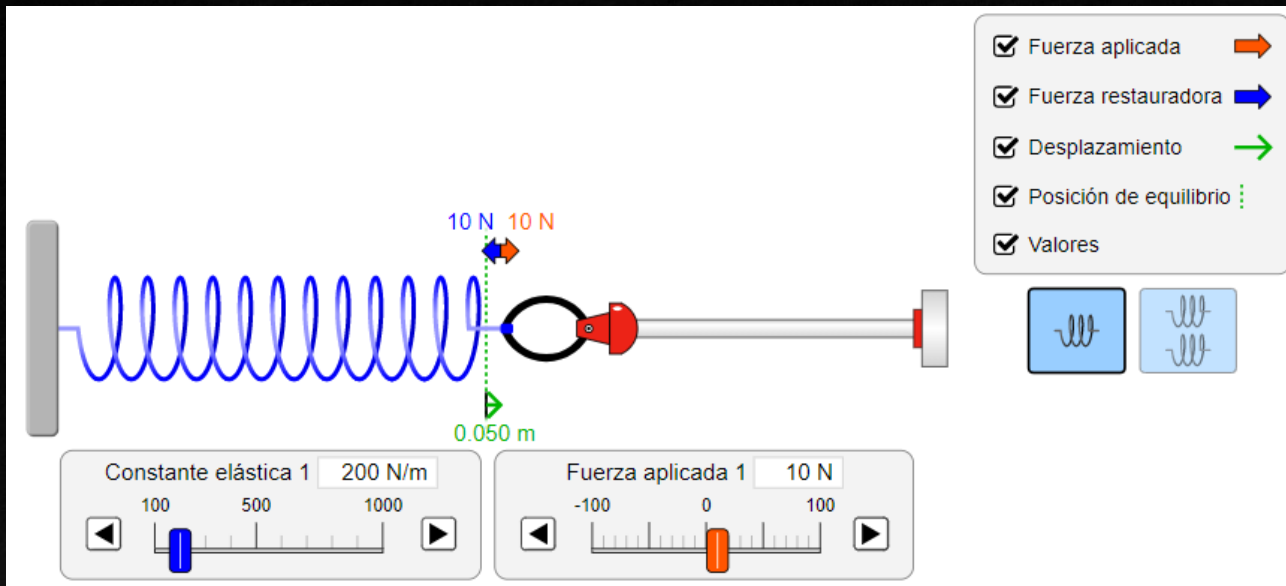 Fuerza aplicada
Fuerza restauradora
Desplazamiento
Posición de equilibrio
Valores
10 N 10 N
0.050 m
Constante elástica 1 200 N/m
100 500 1000
Fuerza aplicada 1 10 N
-100 0 100